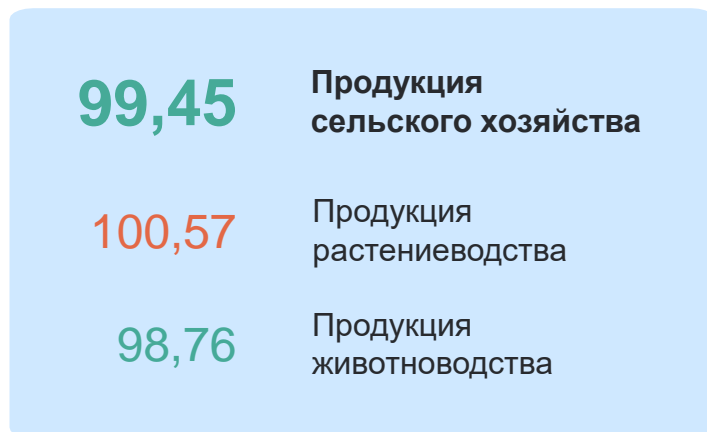 99,45
Продукция
сельского хозяйства
100,57
Продукция
растениеводства
98,76
Продукция
животноводства